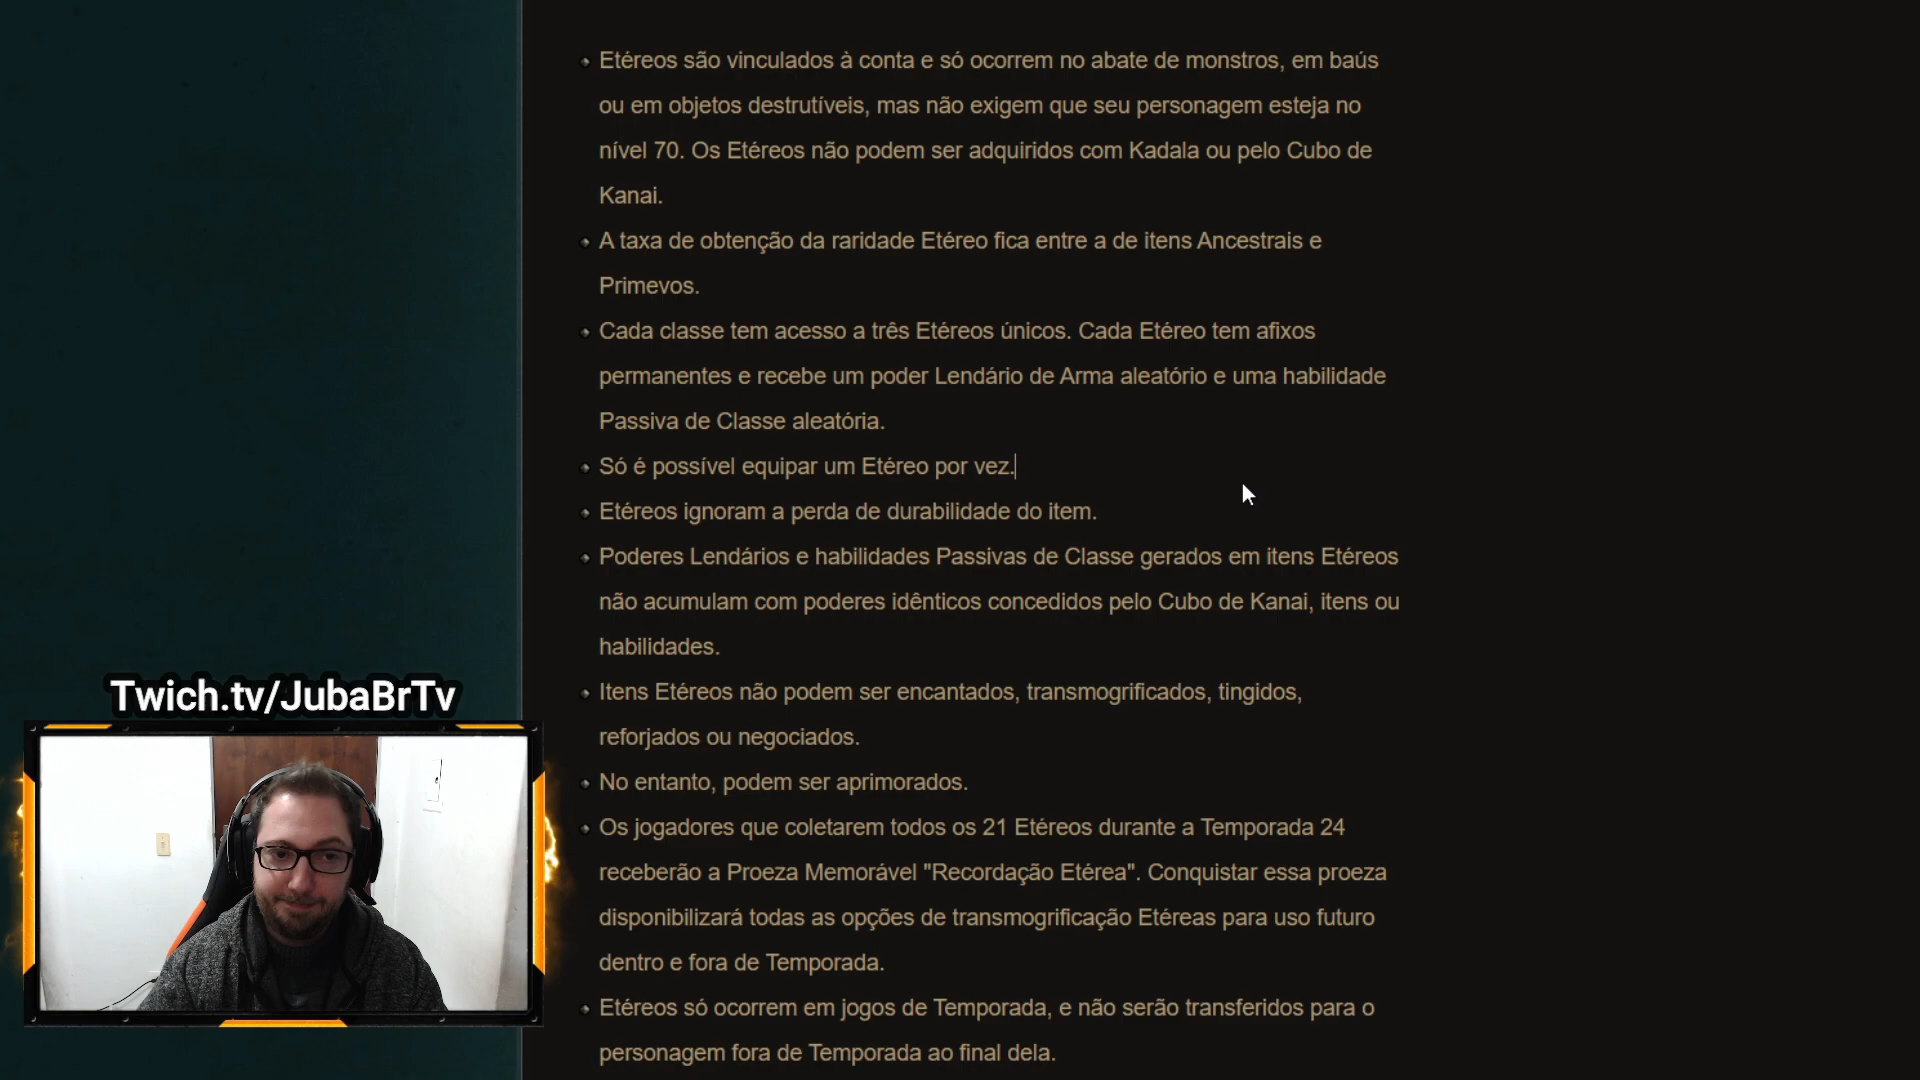 Etéreos são vinculados à conta e só ocorrem no abate de monstros, em baús
ou em objetos destrutíveis, mas não exigem que seu personagem esteja no
nível 70. Os Etéreos não podem ser adquiridos com Kadala ou pelo Cubo de
Kanai.
A taxa de obtenção da raridade Etéreo fica entre a de itens Ancestrais e
Primevos.
Cada classe tem acesso a três Etéreos únicos. Cada Etéreo tem afixos
permanentes e recebe um poder Lendário de Arma aleatório e uma habilidade
Passiva de Classe aleatória.
Só é possível equipar um Etéreo por vez.
Etéreos ignoram a perda de durabilidade do item.
Poderes Lendários e habilidades Passivas de Classe gerados em itens Etéreos
não acumulam com poderes idênticos concedidos pelo Cubo de Kanai, itens ou
habilidades.
Itens Etéreos não podem ser encantados, transmogrificados, tingidos,
reforjados ou negociados.
No entanto, podem ser aprimorados.
Os jogadores que coletarem todos os 21 Etéreos durante a Temporada 24
receberão a Proeza Memorável "Recordação Etérea". Conquistar essa proeza
disponibilizará todas as opções de transmogrificação Etéreas para uso futuro
dentro e fora de Temporada.
Etéreos só ocorrem em jogos de Temporada, e não serão transferidos para o
personagem fora de Temporada ao final dela.
Twich.tv/JubaBrTv